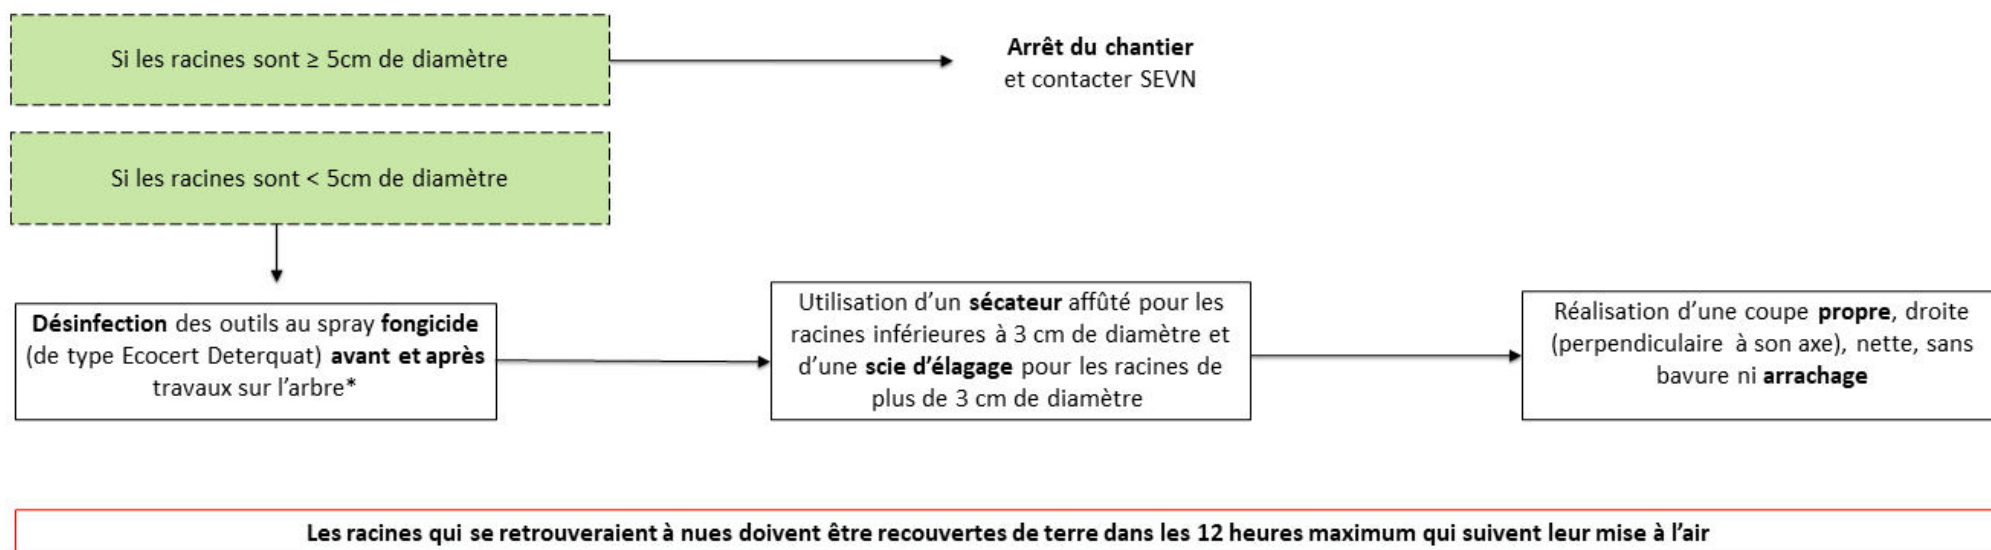 Si les racines sont ≥ 5cm de diamètre
Arrêt du chantier
et contacter SEVN
Si les racines sont < 5cm de diamètre
Désinfection des outils au spray fongicide
(de type Ecocert Deterquat) avant et après
travaux sur l'arbre*
Utilisation d'un sécateur affûté pour les
racines inférieures à 3 cm de diamètre et
d'une scie d'élagage pour les racines de
plus de 3 cm de diamètre
Réalisation d'une coupe propre, droite
(perpendiculaire à son axe), nette, sans
bavure ni arrachage
Les racines qui se retrouveraient à nues doivent être recouvertes de terre dans les 12 heures maximum qui suivent leur mise à l'air